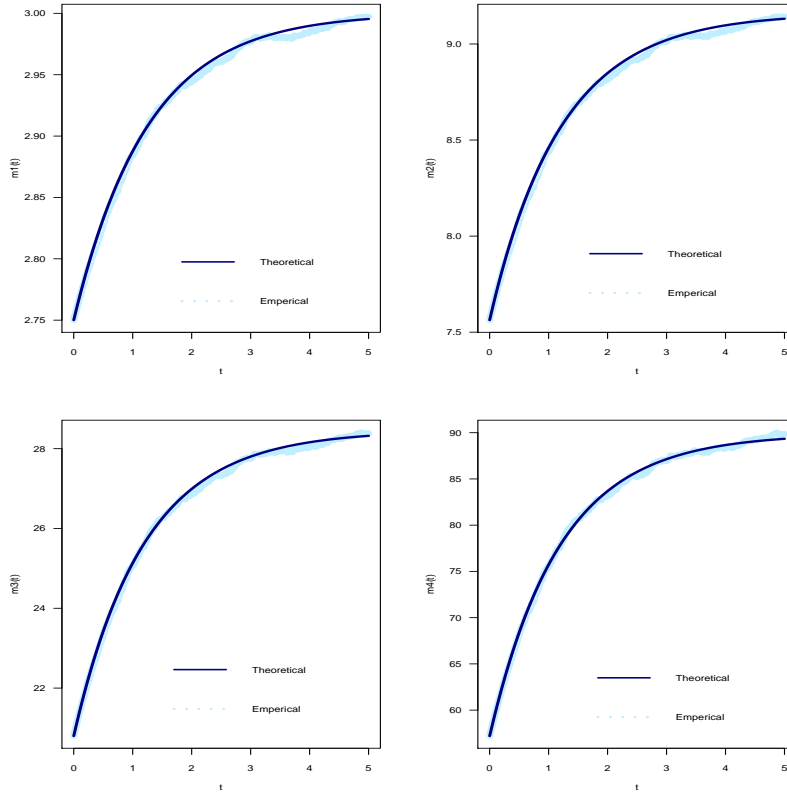 3.00
2.95
2.90
2.85
2.80
2.75
m1(t)
Theoretical
Emperical
0 1 2 3 4 5
t
9.0
8.5
8.0
7.5
m2(t)
Theoretical
Emperical
0 1 2 3 4 5
t
28
26
24
22
m3(t)
Theoretical
Emperical
0 1 2 3 4 5
t
90
85
80
75
70
65
60
m4(t)
Theoretical
Emperical
0 1 2 3 4 5
t